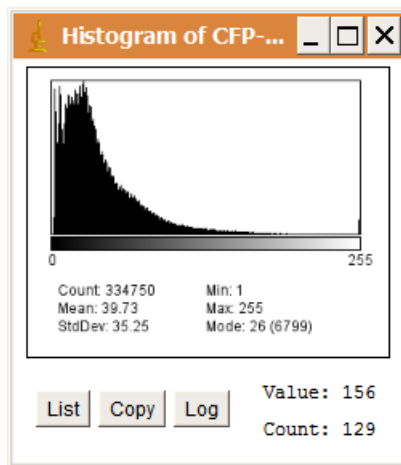 Histogram of CFP-...
0 255
Count: 334750 Min: 1
Mean: 39.73 Max: 255
StdDev: 35.25 Mode: 26 (6799)
List Copy Log Value: 156
Count: 129